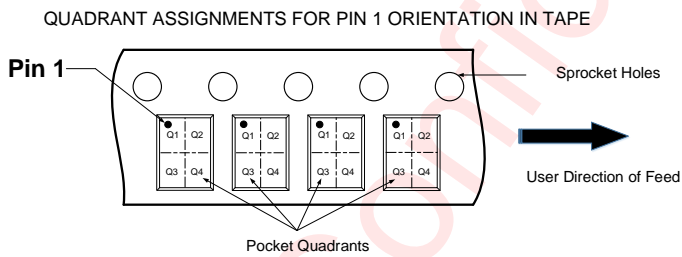 QUADRANT ASSIGNMENTS FOR PIN 1 ORIENTATION IN TAPE
Pin 1
Sprocket Holes
Q1 Q2 Q1 Q2 Q1 Q2 Q1 Q2
Q3 Q4 Q3 Q4 Q3 Q4 Q3 Q4
User Direction of Feed
Pocket Quadrants